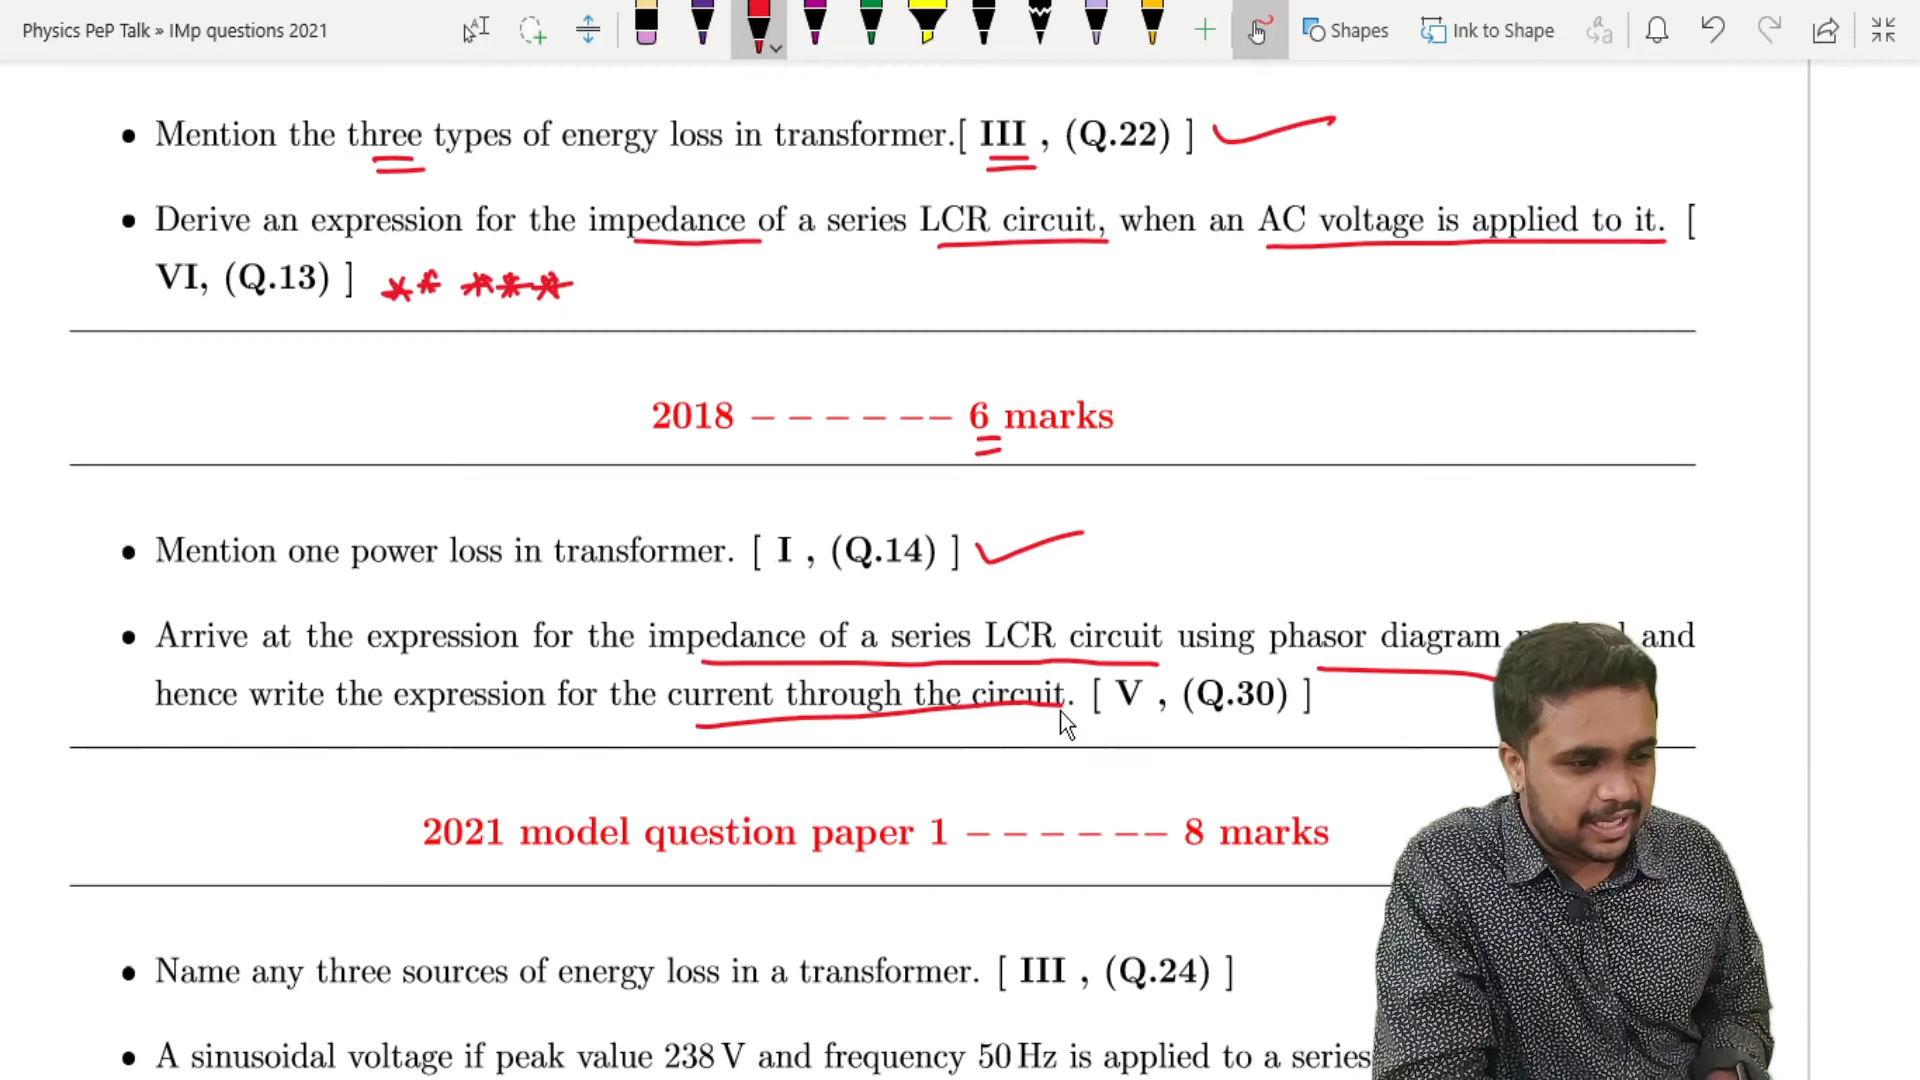 Physics PeP Talk » IMp questions 2021
Shapes
Ink to Shape
• Mention the three types of energy loss in transformer.[ III , (Q.22) ]
• Derive an expression for the impedance of a series LCR circuit, when an AC voltage is applied to it. [
VI, (Q.13) ]
2018 − − − − − −− 6 marks
• Mention one power loss in transformer. [ I , (Q.14) ]
• Arrive at the expression for the impedance of a series LCR circuit using phasor diagram and
hence write the expression for the current through the circuit. [ V , (Q.30) ]
2021 model question paper 1 − − − − −− 8 marks
• Name any three sources of energy loss in a transformer. [ III , (Q.24) ]
• A sinusoidal voltage if peak value 238 V and frequency 50 Hz is applied to a series